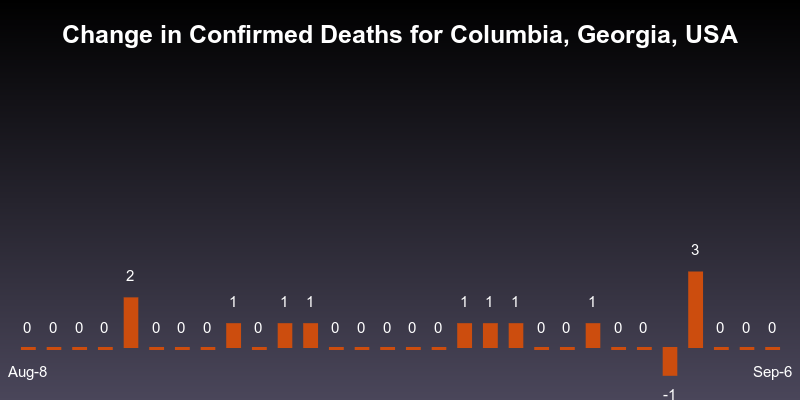 Change in Confirmed Deaths for Columbia, Georgia, USA
3
2
1 1 1 1 1 1 1
0 0 0 0 0 0 0 0 0 0 0 0 0 0 0 0 0 0 0 0
Aug-8 Sep-6
-1